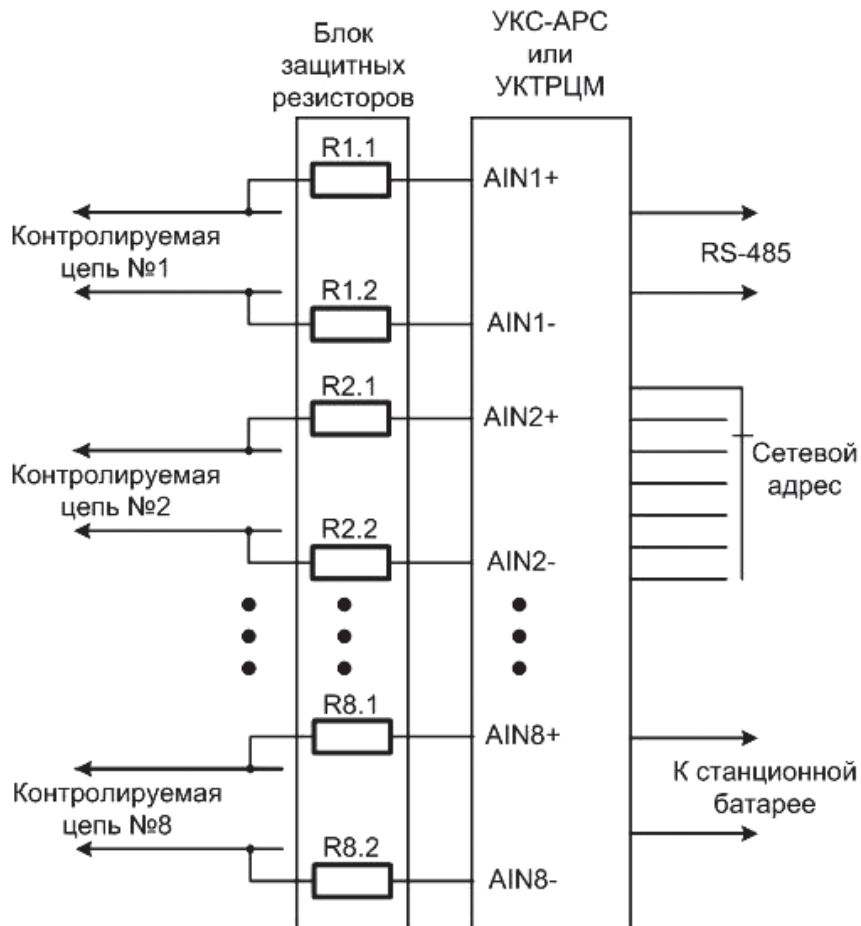 Блок
защитных
резисторов
УКС-АРС
или
УКТРЦМ
R1.1
AIN1+
Контролируемая
цепь №1
RS-485
R1.2
AIN1-
R2.1
AIN2+
Контролируемая
цепь №2
Сетевой
адрес
R2.2
AIN2-
R8.1
AIN8+
Контролируемая
цепь №8
К станционной
батарее
R8.2
AIN8-